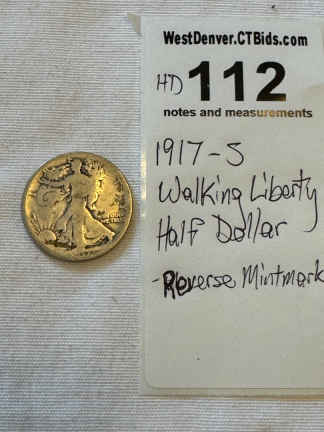 WestDenver.CTBids.com
HD 112
notes and measurements
1917-S
Walking Liberty
Half Dollar
- Reverse Mintmark